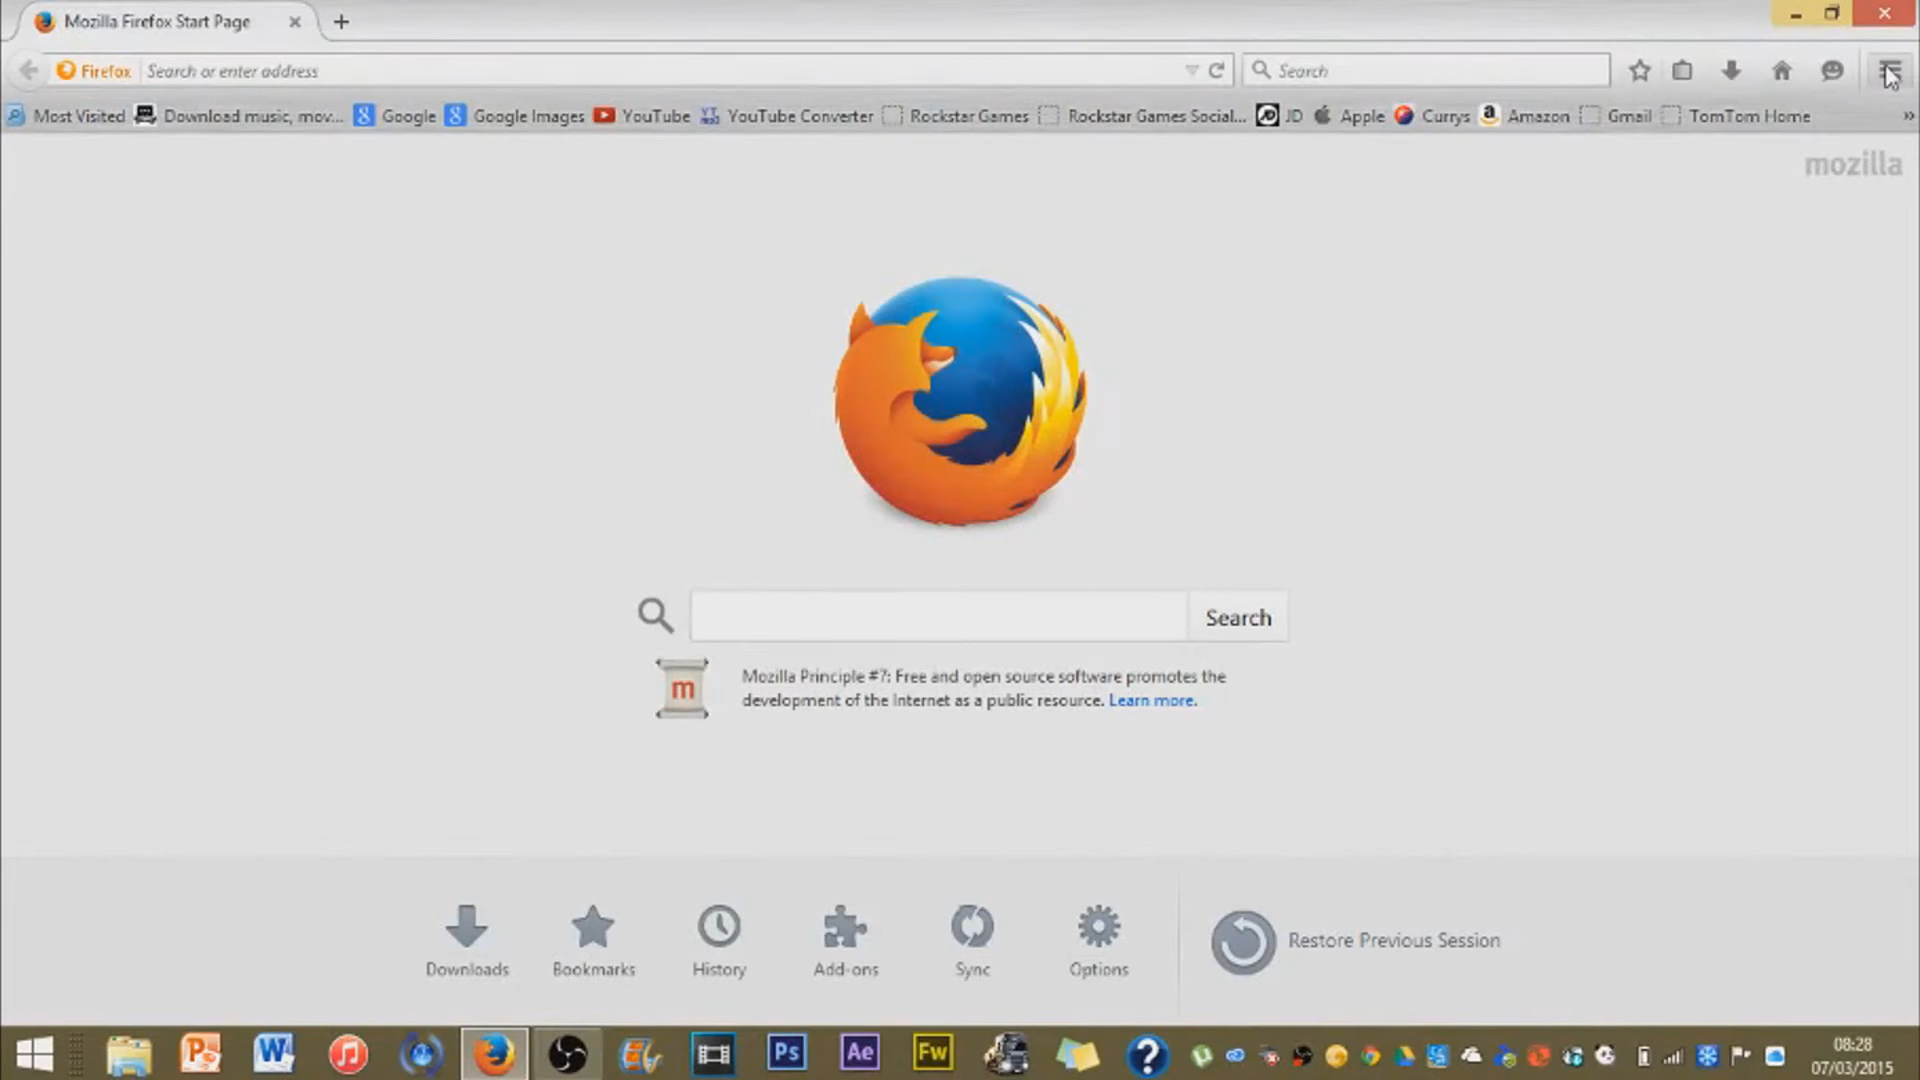 Mozilla Firefox Start Page
Firefox Search or enter address Search
Most Visited Download music, mov... Google Google Images YouTube YouTube Converter Rockstar Games Rockstar Games Social... JD Apple Currys Amazon Gmail TomTom Home
mozilla
Search
Mozilla Principle #7: Free and open source software promotes the
development of the Internet as a public resource. Learn more.
m
Downloads Bookmarks History Add-ons Sync Options Restore Previous Session
Ps Ae Fw
08:28
07/03/2015